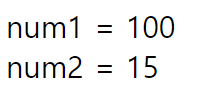 num1 = 100
num2 = 15